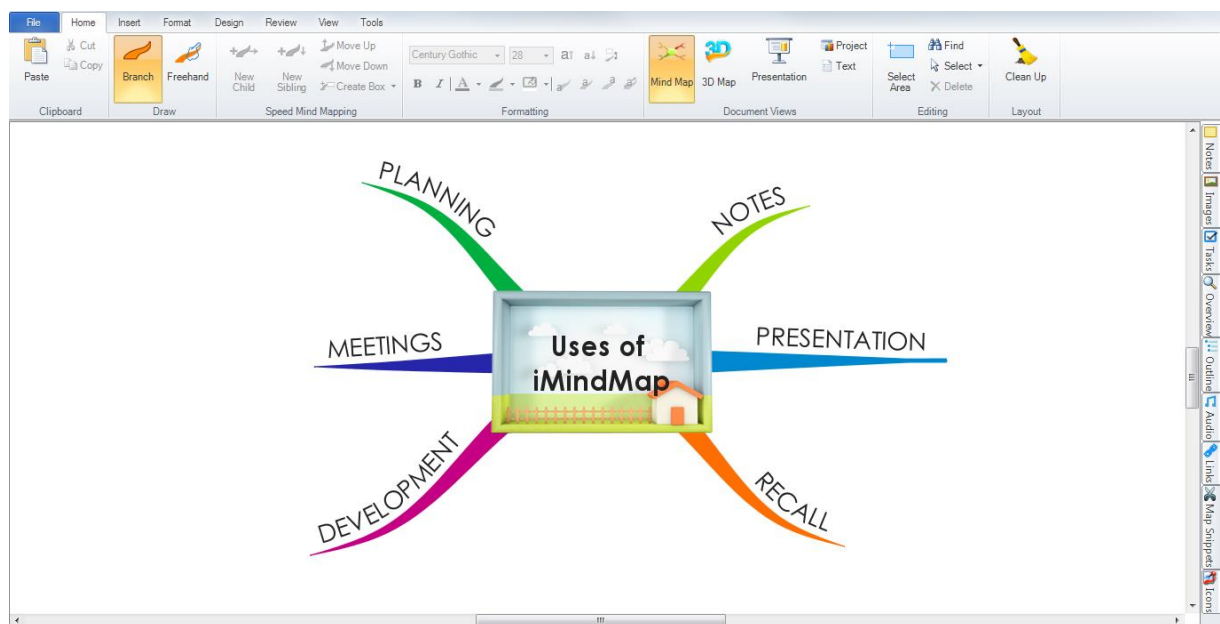 File Home Insert Format Design Review View Tools
Paste
Cut
Copy
Clipboard
Branch
Freehand
Draw
New Child
New Sibling
Move Up
Move Down
Create Box
Speed Mind Mapping
Century Gothic
28
B I A
Formatting
Mind Map
3D
3D Map
Presentation
Project
Text
Document Views
Select Area
Find
Select
Delete
Editing
Clean Up
Layout
PLANNING
NOTES
MEETINGS
Uses of
iMindMap
PRESENTATION
DEVELOPMENT
RECALL
Notes
Images
Tasks
Overview
Outline
Audio
Links
Map Snippets
Icons